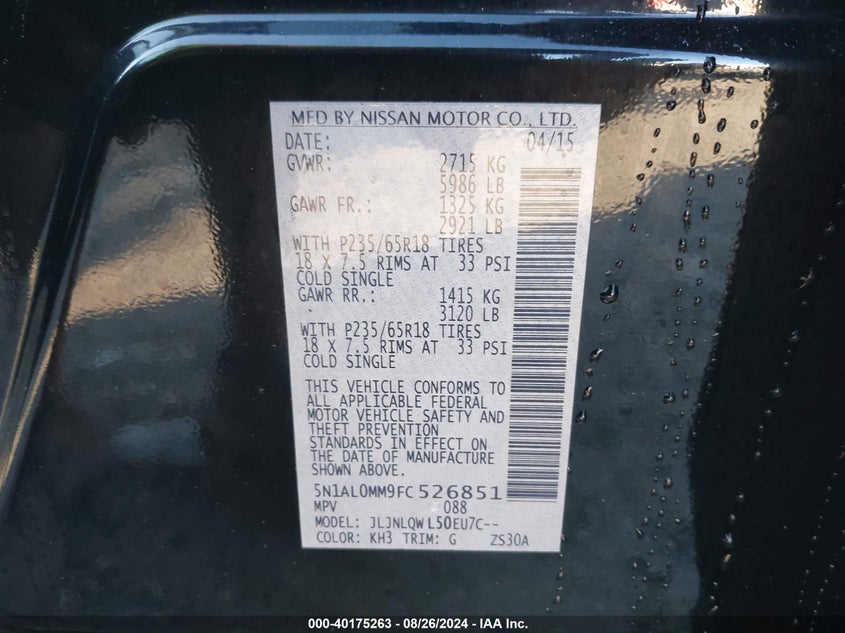 MFD BY NISSAN MOTOR CO., LTD.
DATE: 04/15
GVWR: 2715 KG
5986 LB
GAWR FR.: 1325 KG
2921 LB
WITH P235/65R18 TIRES
18 X 7.5 RIMS AT 33 PSI
COLD SINGLE
GAWR RR.: 1415 KG
3120 LB
WITH P235/65R18 TIRES
18 X 7.5 RIMS AT 33 PSI
COLD SINGLE
THIS VEHICLE CONFORMS TO
ALL APPLICABLE FEDERAL
MOTOR VEHICLE SAFETY AND
THEFT PREVENTION
STANDARDS IN EFFECT ON
THE DATE OF MANUFACTURE
SHOWN ABOVE.
5N1AL0MM9FC526851
MPV 088
MODEL: JLJNLQWL50EU7C--
COLOR: KH3 TRIM: G ZS30A
000-40175263 - 08/26/2024 - IAA Inc.